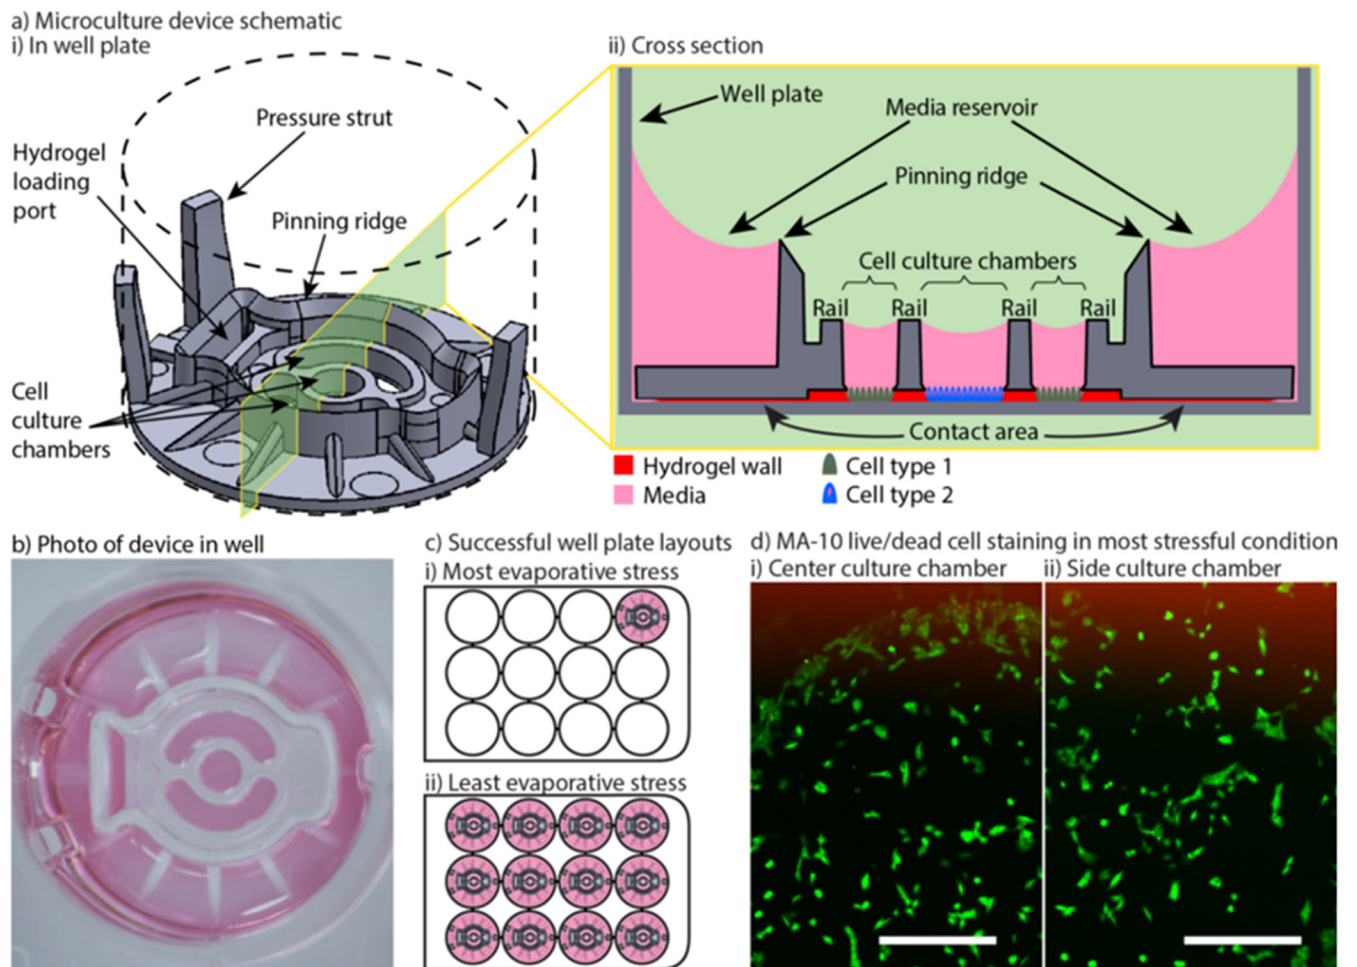 a) Microculture device schematic
i) In well plate
Pressure strut
Hydrogel
loading
port
Pinning ridge
Cell
culture
chambers
ii) Cross section
Well plate
Media reservoir
Pinning ridge
Cell culture chambers
Rail Rail Rail Rail
Contact area
Hydrogel wall
Cell type 1
Media
Cell type 2
b) Photo of device in well
c) Successful well plate layouts
i) Most evaporative stress
ii) Least evaporative stress
d) MA-10 live/dead cell staining in most stressful condition
i) Center culture chamber
ii) Side culture chamber